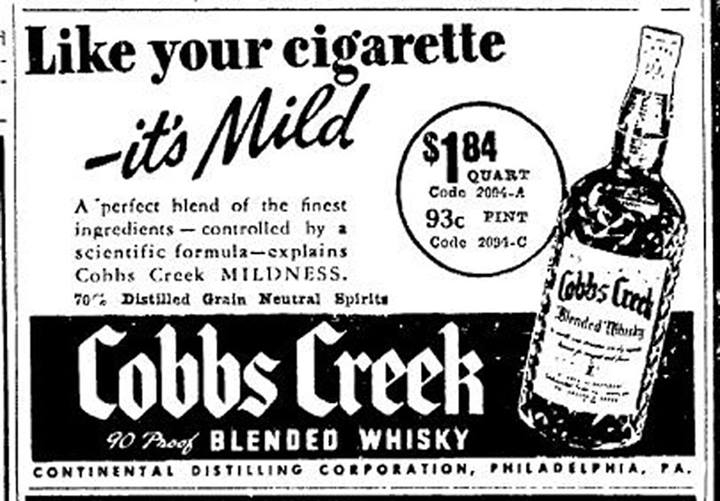 Like your cigarette
—it's Mild
$1.84
QUART
Code 2094-A
93c PINT
Code 2094-C
A perfect blend of the finest
ingredients — controlled by a
scientific formula—explains
Cobbs Creek MILDNESS.
70% Distilled Grain Neutral Spirits
Cobbs Creek
Blended Whisky
Cobbs Creek
90 Proof BLENDED WHISKY
CONTINENTAL DISTILLING CORPORATION, PHILADELPHIA, PA.